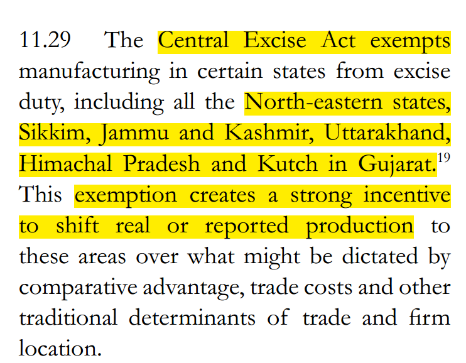 11.29 The Central Excise Act exempts
manufacturing in certain states from excise
duty, including all the North-eastern states,
Sikkim, Jammu and Kashmir, Uttarakhand,
Himachal Pradesh and Kutch in Gujarat.19
This exemption creates a strong incentive
to shift real or reported production to
these areas over what might be dictated by
comparative advantage, trade costs and other
traditional determinants of trade and firm
location.